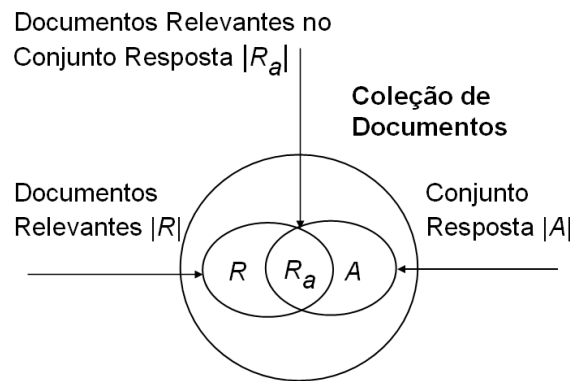 Documentos Relevantes no
Conjunto Resposta |Ra|
Coleção de
Documentos
Documentos
Relevantes |R|
Conjunto
Resposta |A|
R
Ra
A